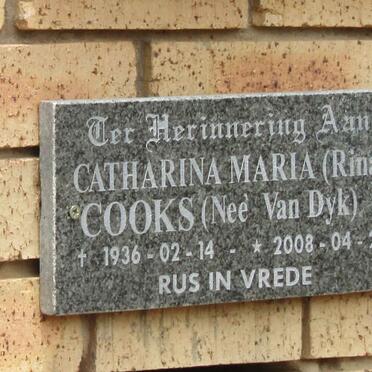 Ter Herinnering Aan
CATHARINA MARIA (Rina
COOKS (Neé Van Dyk)
† 1936 - 02 - 14 - * 2008 - 04 -
RUS IN VREDE